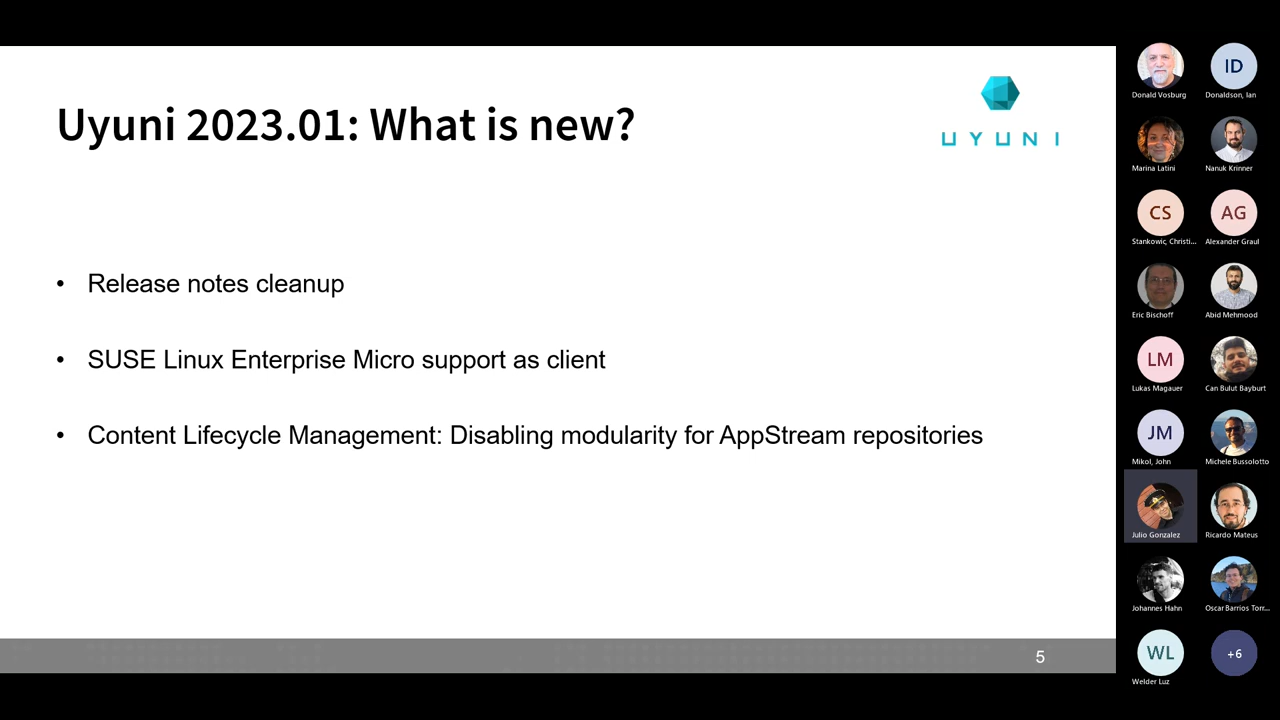 Uyuni 2023.01: What is new?
UYUNI
• Release notes cleanup
• SUSE Linux Enterprise Micro support as client
• Content Lifecycle Management: Disabling modularity for AppStream repositories
5
Donald Vosburg
ID
Donaldson, Ian
Marina Latini
Nanuk Krinner
CS
Stankowic, Christi...
AG
Alexander Graul
Eric Bischoff
Abid Mehmood
LM
Lukas Magauer
Can Bulut Bayburt
JM
Mikol, John
Michele Bussolotto
Julio Gonzalez
Ricardo Mateus
Johannes Hahn
Oscar Barrios Torr...
WL
Welder Luz
+6